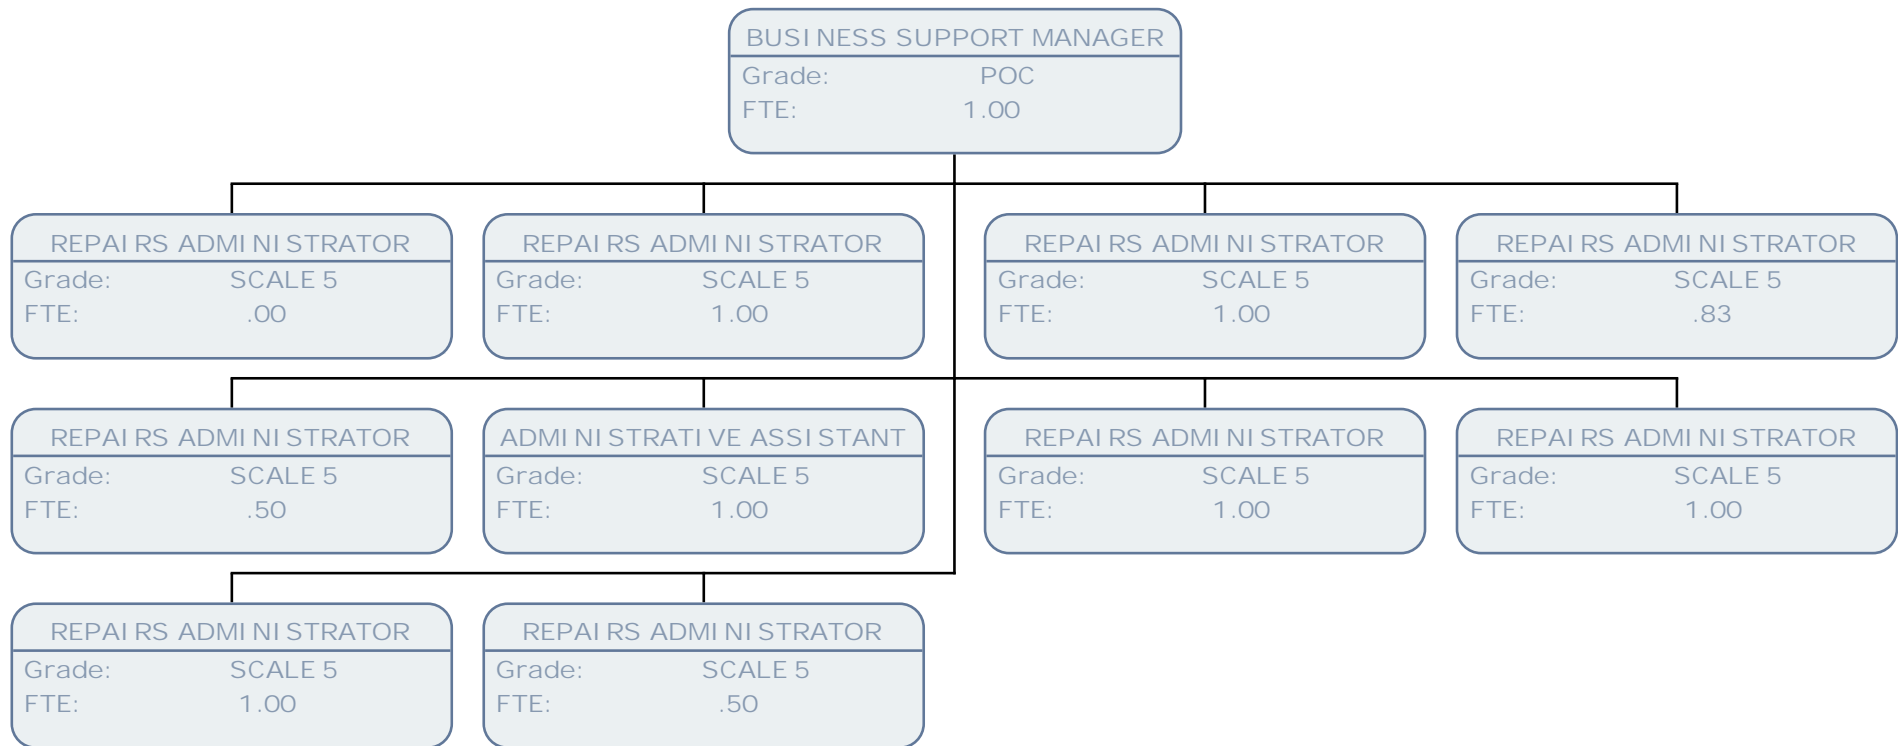 BUSINESS SUPPORT MANAGER
Grade: POC
FTE: 1.00
REPAIRS ADMINISTRATOR
Grade: SCALE 5
FTE: .00
REPAIRS ADMINISTRATOR
Grade: SCALE 5
FTE: 1.00
REPAIRS ADMINISTRATOR
Grade: SCALE 5
FTE: 1.00
REPAIRS ADMINISTRATOR
Grade: SCALE 5
FTE: .83
REPAIRS ADMINISTRATOR
Grade: SCALE 5
FTE: .50
ADMINISTRATIVE ASSISTANT
Grade: SCALE 5
FTE: 1.00
REPAIRS ADMINISTRATOR
Grade: SCALE 5
FTE: 1.00
REPAIRS ADMINISTRATOR
Grade: SCALE 5
FTE: 1.00
REPAIRS ADMINISTRATOR
Grade: SCALE 5
FTE: 1.00
REPAIRS ADMINISTRATOR
Grade: SCALE 5
FTE: .50